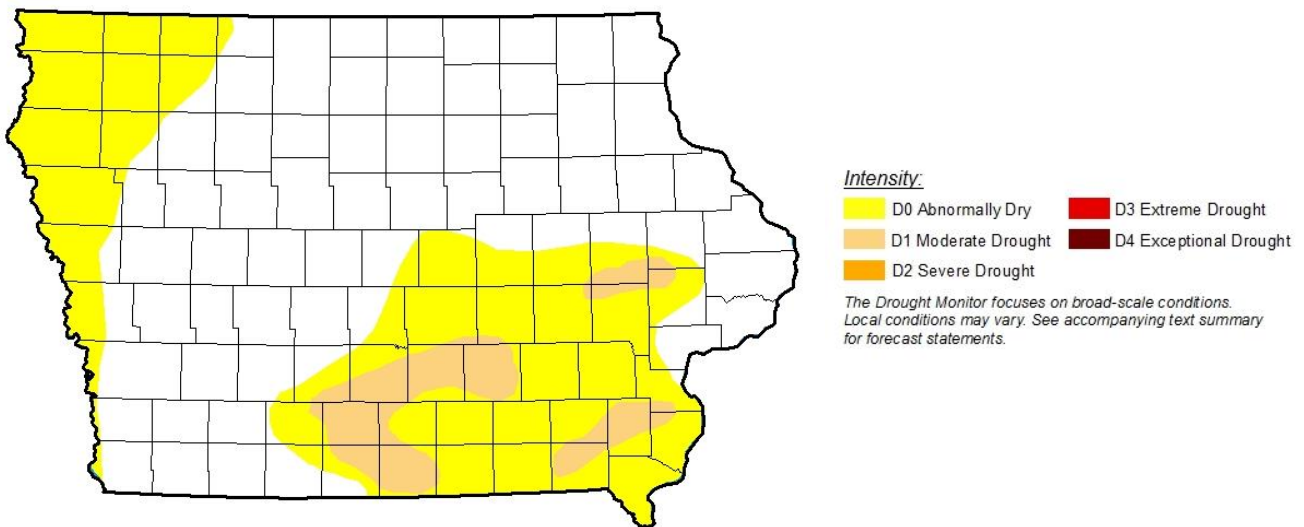 Intensity:
D0 Abnormally Dry
D1 Moderate Drought
D2 Severe Drought
D3 Extreme Drought
D4 Exceptional Drought
The Drought Monitor focuses on broad-scale conditions.
Local conditions may vary. See accompanying text summary
for forecast statements.